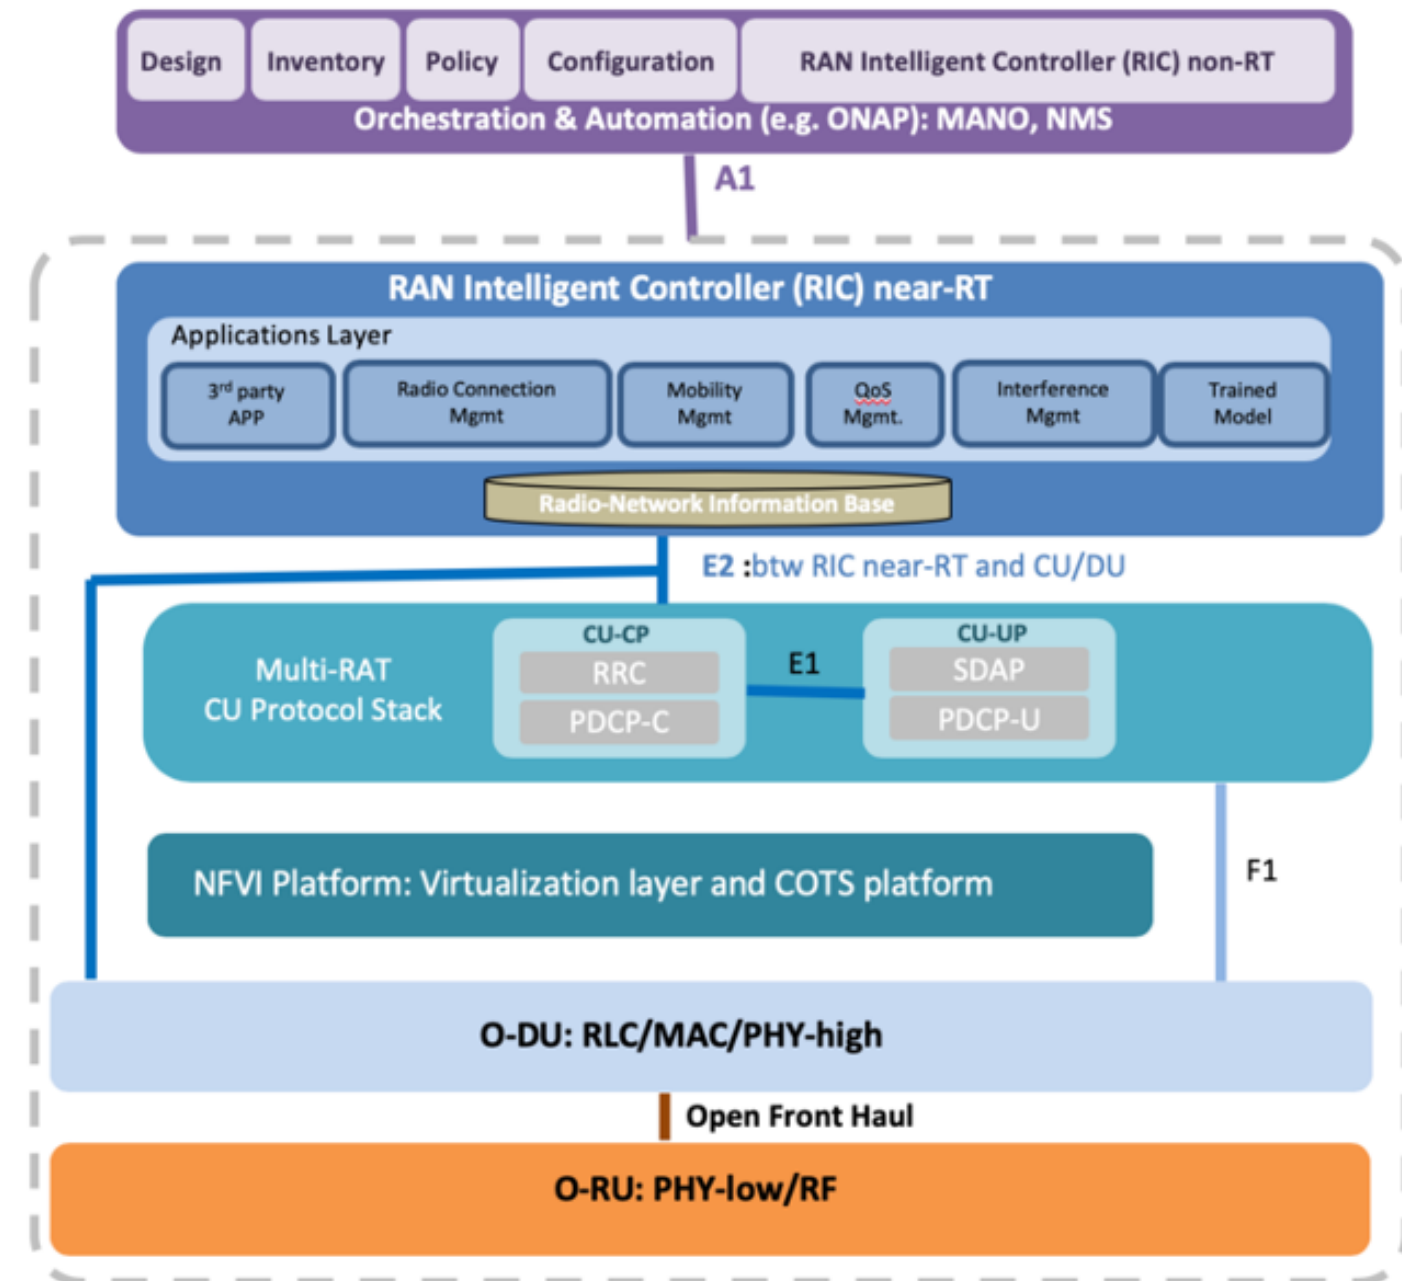 Design
Inventory
Policy
Configuration
RAN Intelligent Controller (RIC) non-RT
Orchestration & Automation (e.g. ONAP): MANO, NMS
A1
RAN Intelligent Controller (RIC) near-RT
Applications Layer
3rd party
APP
Radio Connection
Mgmt
Mobility
Mgmt
QoS
Mgmt.
Interference
Mgmt
Trained
Model
Radio-Network Information Base
E2 :btw RIC near-RT and CU/DU
Multi-RAT
CU Protocol Stack
CU-CP
RRC
PDCP-C
E1
CU-UP
SDAP
PDCP-U
NFVI Platform: Virtualization layer and COTS platform
F1
O-DU: RLC/MAC/PHY-high
Open Front Haul
O-RU: PHY-low/RF